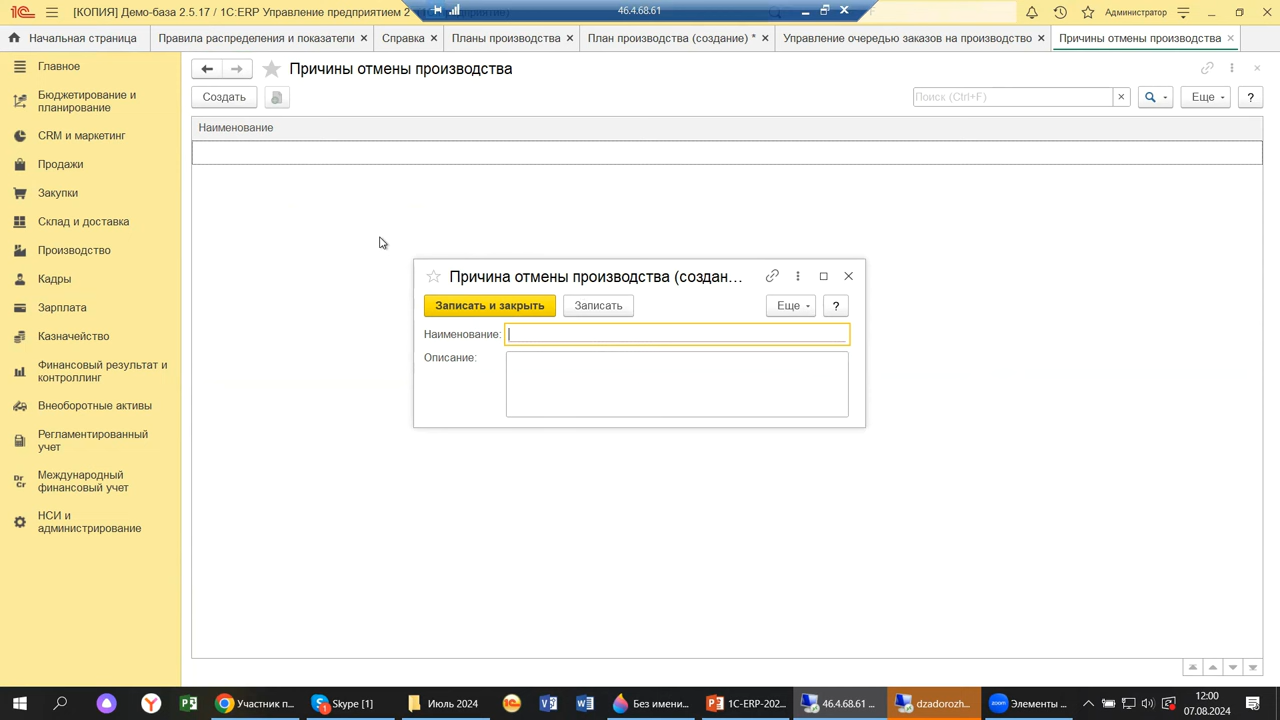 [КОПИЯ] Демо-база 2.5.17 / 1С:ERP Управление предприятием 2
46.4.68.61
Администратор
Начальная страница
Правила распределения и показатели
Справка
Планы производства
План производства (создание) *
Управление очередью заказов на производство
Причины отмены производства
Главное
Бюджетирование и
планирование
CRM и маркетинг
Продажи
Закупки
Склад и доставка
Производство
Кадры
Зарплата
Казначейство
Финансовый результат и
контроллинг
Внеоборотные активы
Регламентированный
учет
Международный
финансовый учет
НСИ и
администрирование
Причины отмены производства
Создать
Поиск (Ctrl+F)
Еще
?
Наименование
Причина отмены производства (создан...
Записать и закрыть
Записать
Еще
?
Наименование:
Описание:
Участник п...
Skype [1]
Июль 2024
Без имени...
1C-ERP-202...
46.4.68.61 ...
dzadorozh...
Элементы ...
12:00
07.08.2024